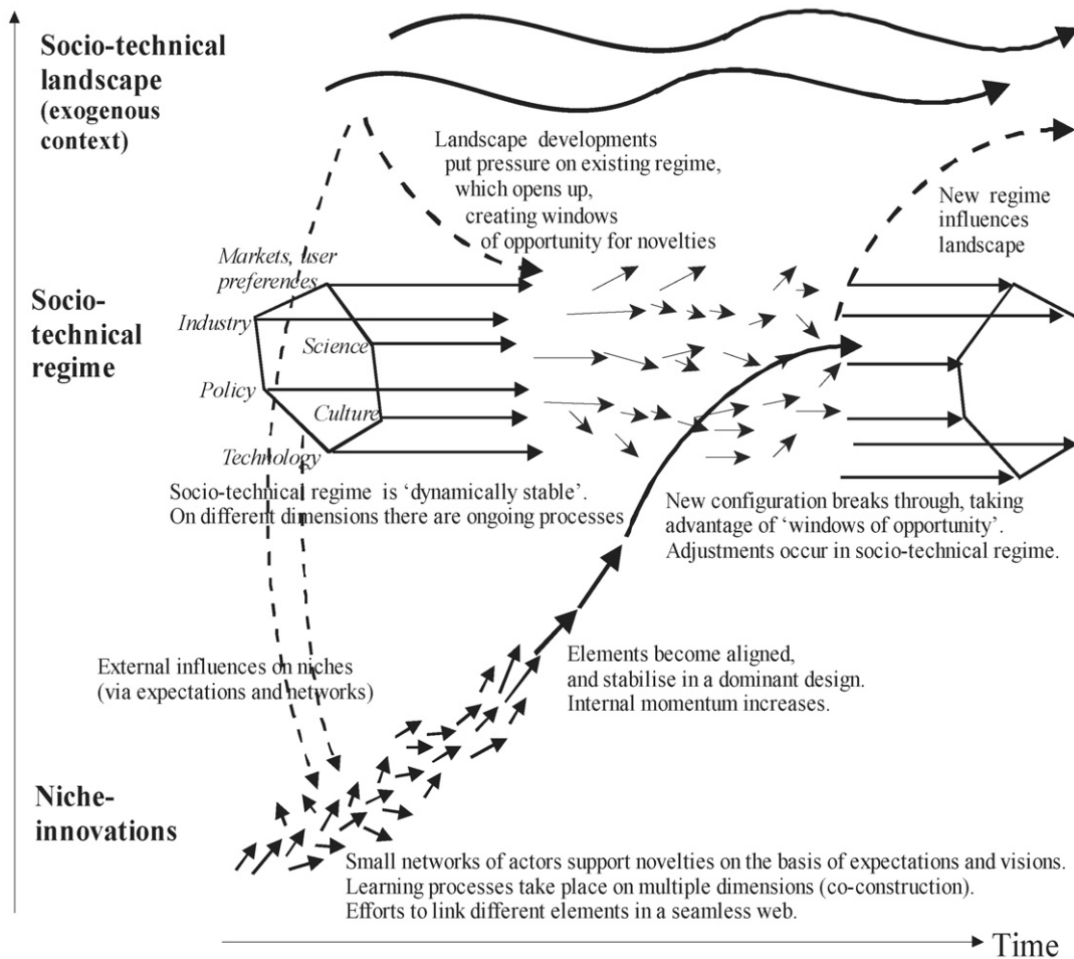 Socio-technical
landscape
(exogenous
context)
Landscape developments
put pressure on existing regime,
which opens up,
creating windows
of opportunity for novelties
New regime
influences
landscape
Markets, user
preferences
Socio-
technical
regime
Industry
Science
Policy
Culture
Technology
Socio-technical regime is ‘dynamically stable’.
On different dimensions there are ongoing processes
New configuration breaks through, taking
advantage of ‘windows of opportunity’.
Adjustments occur in socio-technical regime.
External influences on niches
(via expectations and networks)
Elements become aligned,
and stabilise in a dominant design.
Internal momentum increases.
Niche-
innovations
Small networks of actors support novelties on the basis of expectations and visions.
Learning processes take place on multiple dimensions (co-construction).
Efforts to link different elements in a seamless web.
Time